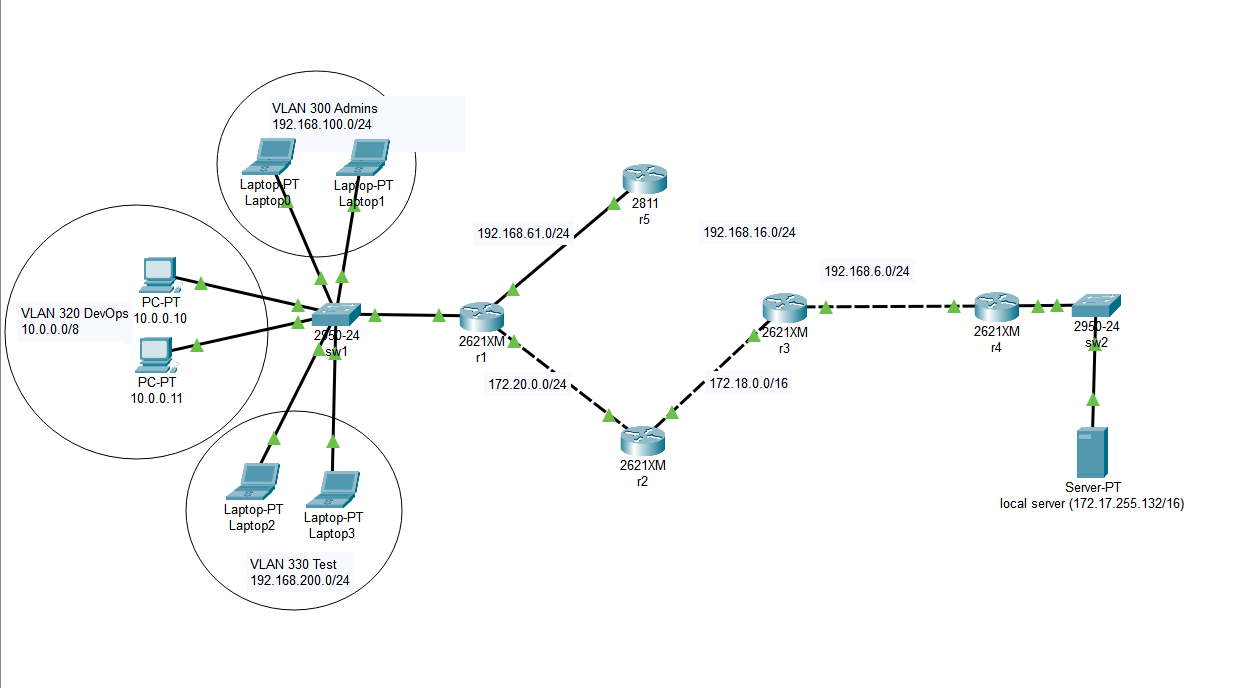 VLAN 300 Admins
192.168.100.0/24
Laptop-PT
Laptop0
Laptop-PT
Laptop1
VLAN 320 DevOps
10.0.0.0/8
PC-PT
10.0.0.10
PC-PT
10.0.0.11
2950-24
sw1
Laptop-PT
Laptop2
Laptop-PT
Laptop3
VLAN 330 Test
192.168.200.0/24
2621XM
r1
192.168.61.0/24
2811
r5
172.20.0.0/24
2621XM
r2
192.168.16.0/24
172.18.0.0/16
2621XM
r3
192.168.6.0/24
2621XM
r4
2950-24
sw2
Server-PT
local server (172.17.255.132/16)